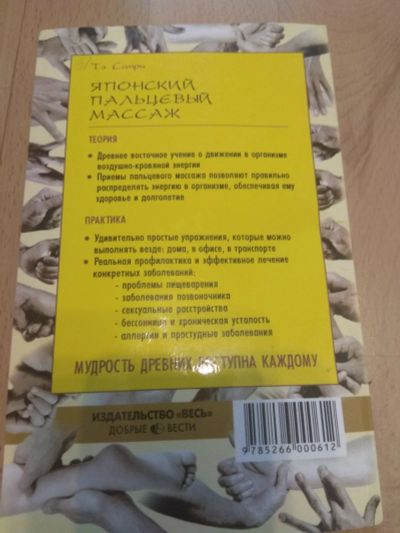 Тэ Соури
ЯПОНСКИЙ
ПАЛЬЦЕВЫЙ
МАССАЖ
ТЕОРИЯ
• Древнее восточное учение о движении в организме
воздушно-кровяной энергии
• Приемы пальцевого массажа позволяют правильно
распределять энергию в организме, обеспечивая ему
здоровье и долголетие
ПРАКТИКА
• Удивительно простые упражнения, которые можно
выполнять везде: дома, в офисе, в транспорте
• Реальная профилактика и эффективное лечение
конкретных заболеваний:
- проблемы пищеварения
- заболевания позвоночника
- сексуальные расстройства
- бессонница и хроническая усталость
- аллергия и простудные заболевания
МУДРОСТЬ ДРЕВНИХ ДОСТУПНА КАЖДОМУ
ИЗДАТЕЛЬСТВО «ВЕСЬ»
ДОБРЫЕ ВЕСТИ
9785266000612